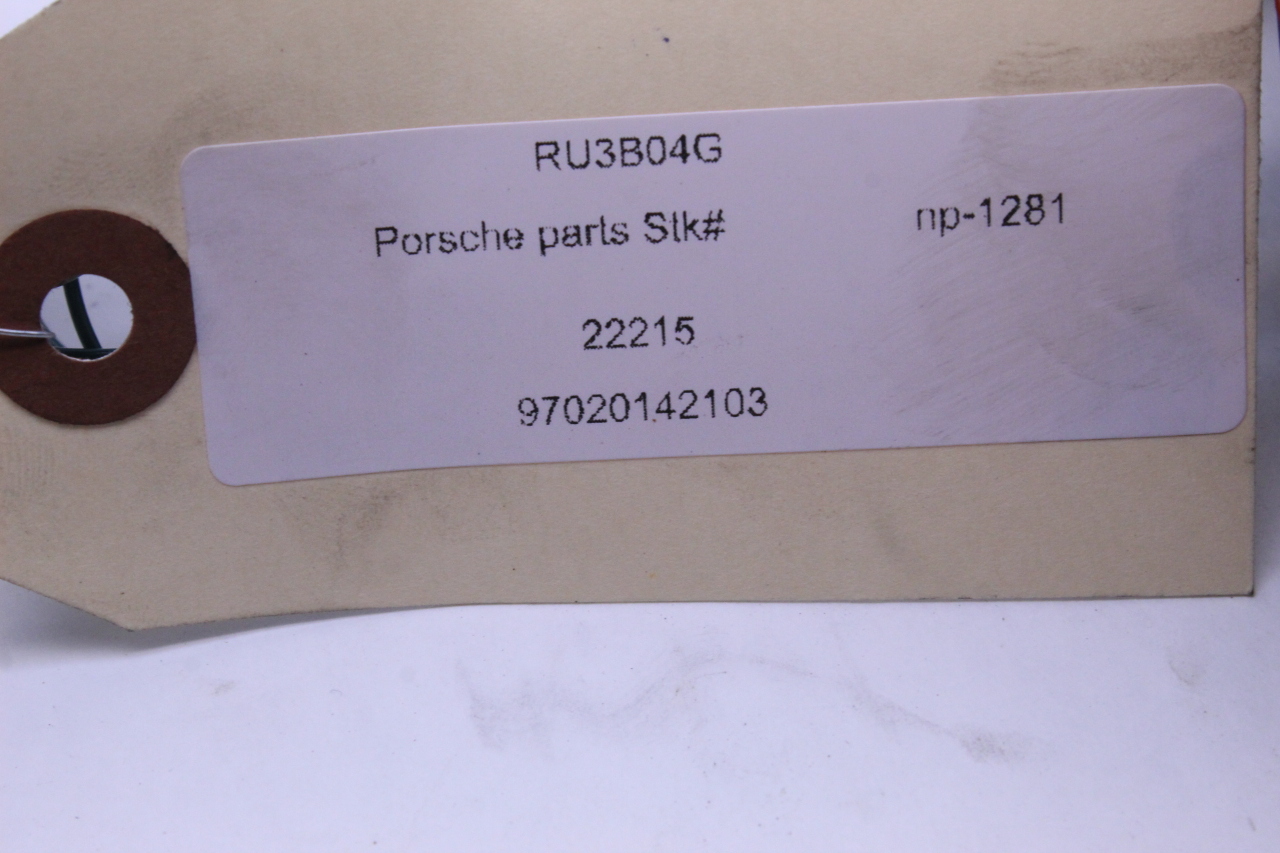 RU3B04G
Porsche parts Stk# np-1281
22215
97020142103